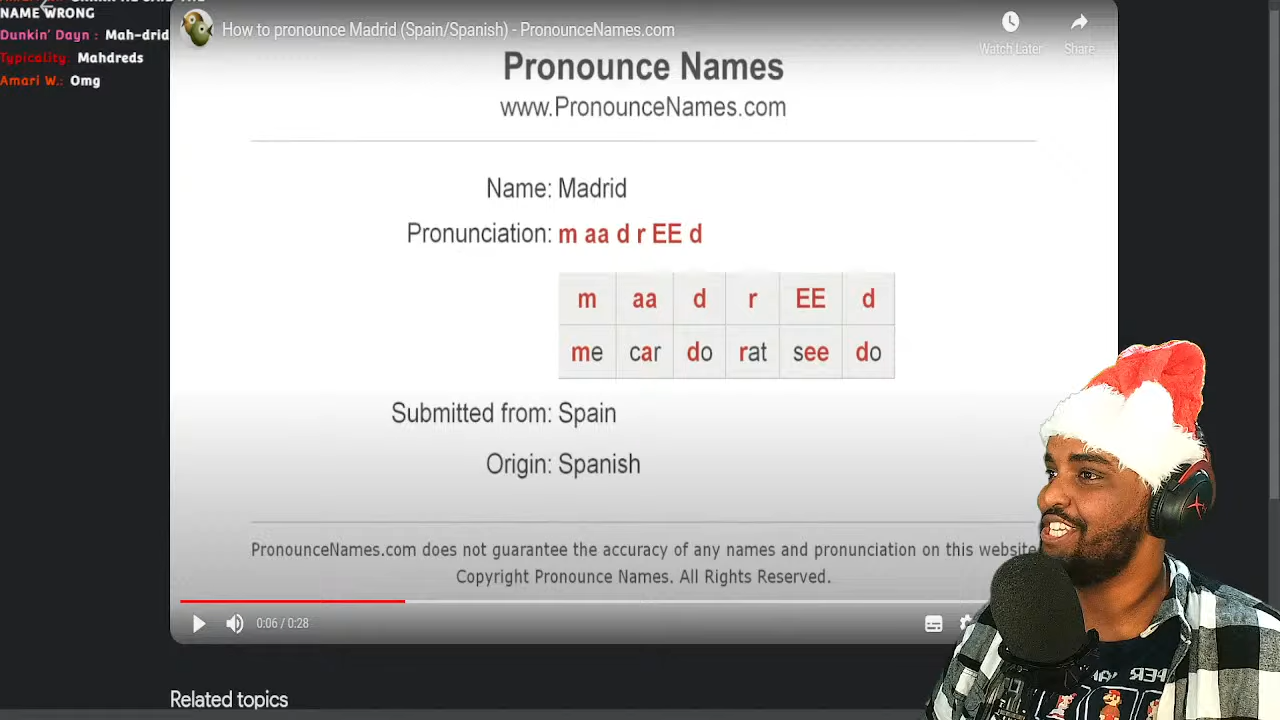 NAME WRONG
Dunkin' Dayn : Mah-drid
Typicality: Mahdreds
Amari W.: Omg
How to pronounce Madrid (Spain/Spanish) - PronounceNames.com
Watch Later
Share
Pronounce Names
www.PronounceNames.com
Name: Madrid
Pronunciation: m aa d r EE d
m aa d r EE d
me car do rat see do
Submitted from: Spain
Origin: Spanish
PronounceNames.com does not guarantee the accuracy of any names and pronunciation on this website
Copyright Pronounce Names. All Rights Reserved.
0:06 / 0:28
Related topics